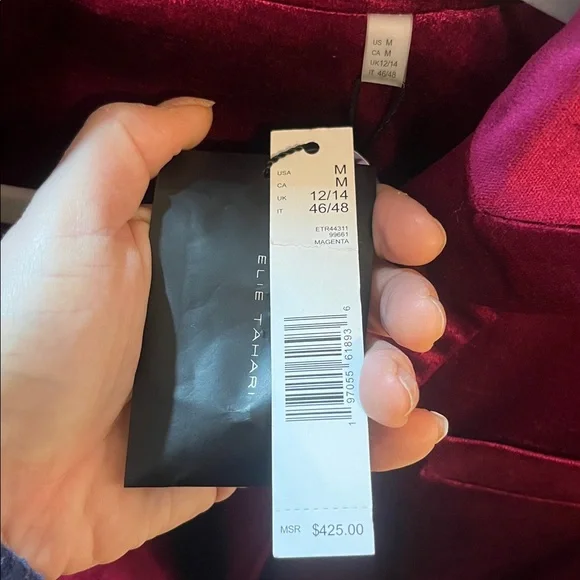 US M
CA M
UK 12/14
IT 46/48
USA M
CA M
UK 12/14
IT 46/48
ETR44311
99661
MAGENTA
ELIE TAHARI
1 97055 61893 6
MSR $425.00